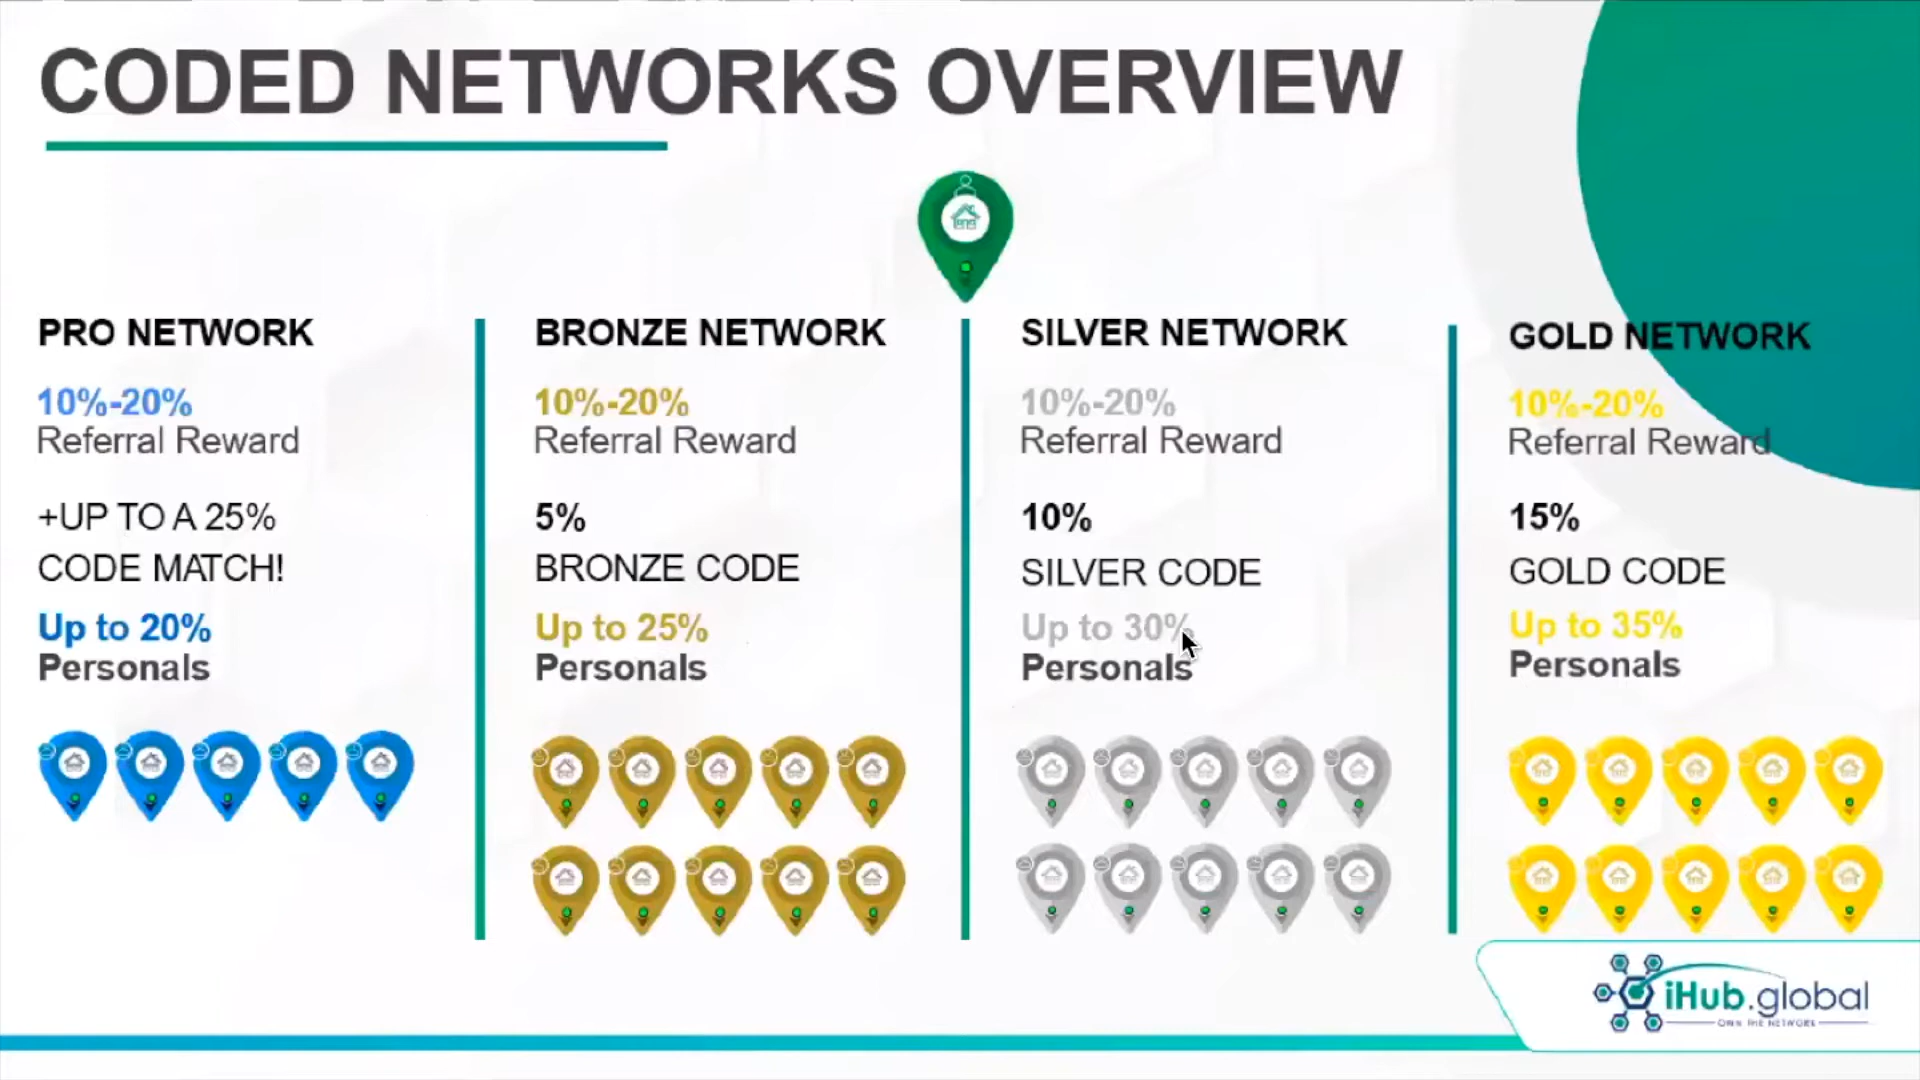 CODED NETWORKS OVERVIEW
PRO NETWORK
10%-20%
Referral Reward
+UP TO A 25%
CODE MATCH!
Up to 20%
Personals
BRONZE NETWORK
10%-20%
Referral Reward
5%
BRONZE CODE
Up to 25%
Personals
SILVER NETWORK
10%-20%
Referral Reward
10%
SILVER CODE
Up to 30%
Personals
GOLD NETWORK
10%-20%
Referral Reward
15%
GOLD CODE
Up to 35%
Personals
iHub.global
OWN THE NETWORK